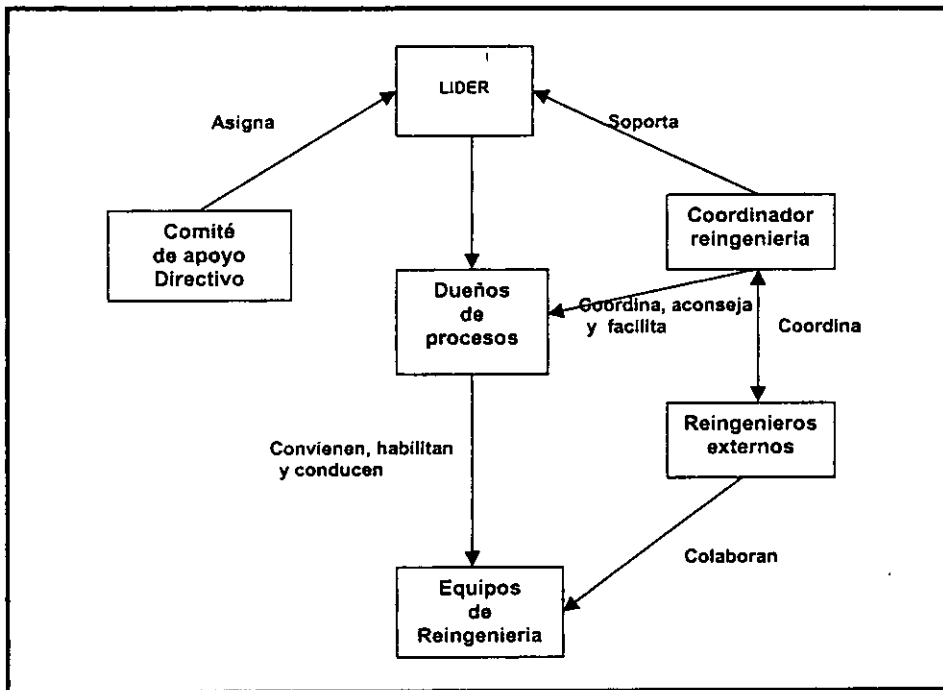 LIDER
Asigna
Soporta
Comité
de apoyo
Directivo
Coordinador
reingenieria
Dueños
de
procesos
Coordina, aconseja
y facilita
Coordina
Convienen, habilitan
y conducen
Reingenieros
externos
Colaboran
Equipos
de
Reingenieria